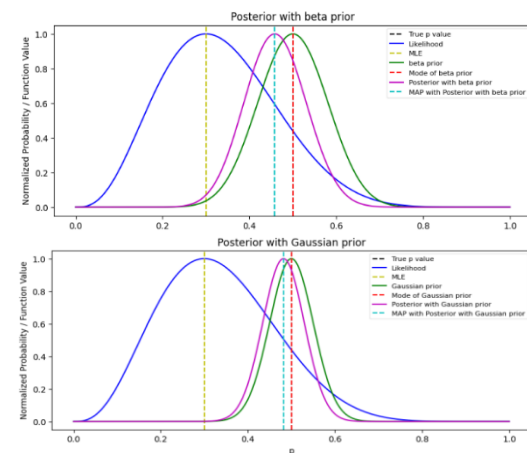 Posterior with beta prior
Normalized Probability / Function Value
1.0
0.8
0.6
0.4
0.2
0.0
True p value
Likelihood
MLE
beta prior
Mode of beta prior
Posterior with beta prior
MAP with Posterior with beta prior
0.0 0.2 0.4 0.6 0.8 1.0
Posterior with Gaussian prior
Normalized Probability / Function Value
1.0
0.8
0.6
0.4
0.2
0.0
True p value
Likelihood
MLE
Gaussian prior
Mode of Gaussian prior
Posterior with Gaussian prior
MAP with Posterior with Gaussian prior
0.0 0.2 0.4 0.6 0.8 1.0